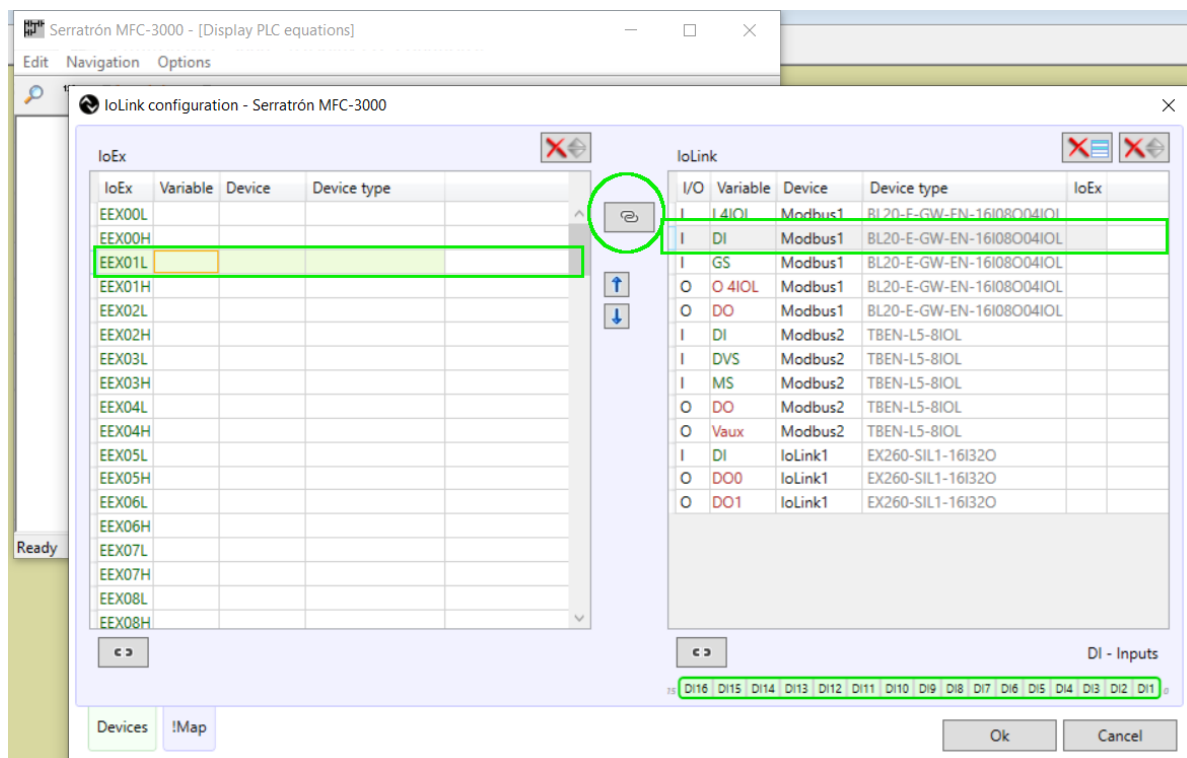 Serratrón MFC-3000 - [Display PLC equations]
Edit Navigation Options
IoLink configuration - Serratrón MFC-3000
IoEx
IoEx Variable Device Device type
EEX00L
EEX00H
EEX01L
EEX01H
EEX02L
EEX02H
EEX03L
EEX03H
EEX04L
EEX04H
EEX05L
EEX05H
EEX06L
EEX06H
EEX07L
EEX07H
EEX08L
EEX08H
IoLink
I/O Variable Device Device type IoEx
I I 4IOL Modbus1 BL20-E-GW-EN-16I08O04IOL
I DI Modbus1 BL20-E-GW-EN-16I08O04IOL
I GS Modbus1 BL20-E-GW-EN-16I08O04IOL
O O 4IOL Modbus1 BL20-E-GW-EN-16I08O04IOL
O DO Modbus1 BL20-E-GW-EN-16I08O04IOL
I DI Modbus2 TBEN-L5-8IOL
I DVS Modbus2 TBEN-L5-8IOL
I MS Modbus2 TBEN-L5-8IOL
O DO Modbus2 TBEN-L5-8IOL
O Vaux Modbus2 TBEN-L5-8IOL
I DI IoLink1 EX260-SIL1-16I32O
O DO0 IoLink1 EX260-SIL1-16I32O
O DO1 IoLink1 EX260-SIL1-16I32O
Ready
DI - Inputs
15 DI16 DI15 DI14 DI13 DI12 DI11 DI10 DI9 DI8 DI7 DI6 DI5 DI4 DI3 DI2 DI1 0
Devices !Map
Ok Cancel